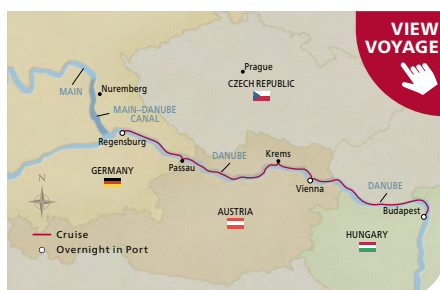 VIEW
VOYAGE
Prague
CZECH REPUBLIC
MAIN
Nuremberg
MAIN–DANUBE
CANAL
Regensburg
DANUBE
Krems
Passau
GERMANY
Vienna
DANUBE
N
AUSTRIA
Budapest
Cruise
Overnight in Port
HUNGARY